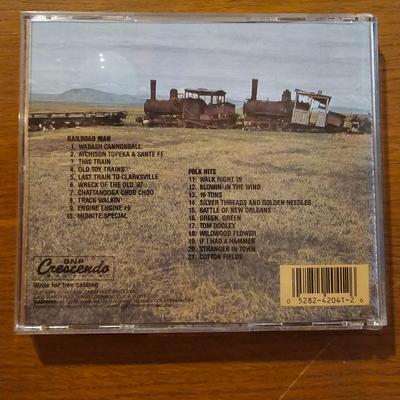 RAILROAD MAN
1. WABASH CANNONBALL
2. ATCHISON TOPEKA & SANTE FE
3. THIS TRAIN
4. OLD TOY TRAINS
5. LAST TRAIN TO CLARKSVILLE
6. WRECK OF THE OLD '97
7. CHATTANOOGA CHOO CHOO
8. TRACK WALKIN'
9. ENGINE ENGINE #9
10. MIDNITE SPECIAL
FOLK HITS
11. WALK RIGHT IN
12. BLOWIN' IN THE WIND
13. 16 TONS
14. SILVER THREADS AND GOLDEN NEEDLES
15. BATTLE OF NEW ORLEANS
16. GREEN, GREEN
17. TOM DOOLEY
18. WILDWOOD FLOWER
19. IF I HAD A HAMMER
20. STRANGER IN TOWN
21. COTTON FIELDS
GNP
Crescendo
Write for free catalog
0 5282-42041-2 6